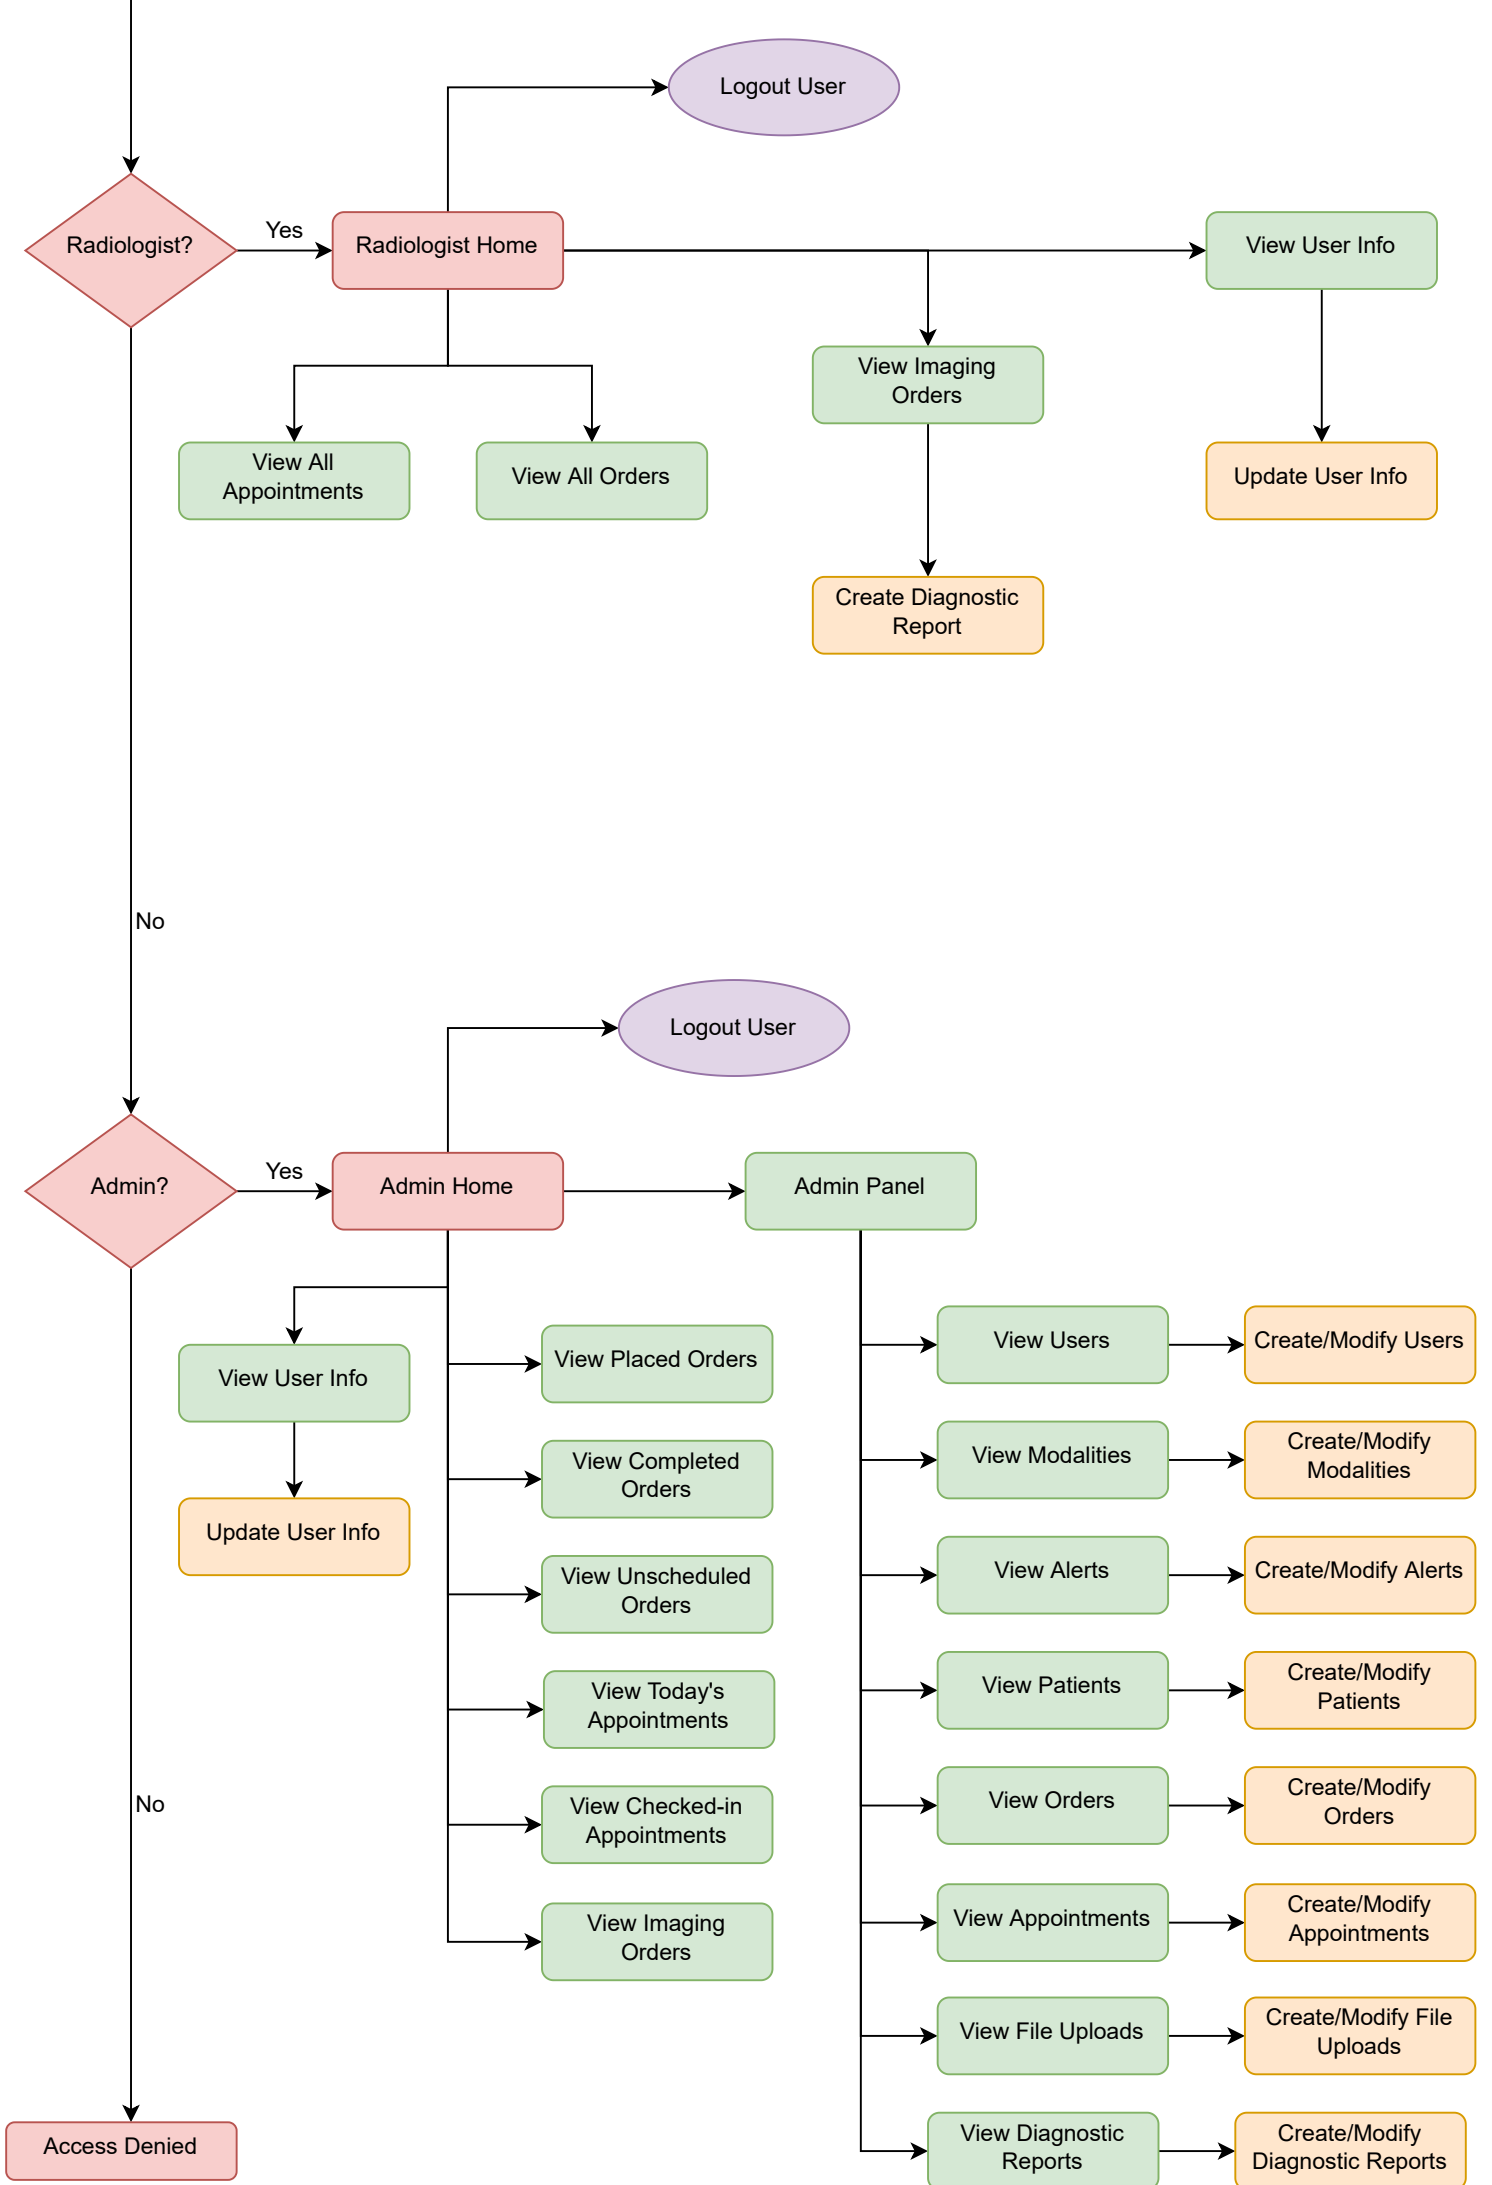 Logout User
Radiologist?
Yes
Radiologist Home
View User Info
View Imaging
Orders
View All
Appointments
View All Orders
Update User Info
Create Diagnostic
Report
No
Logout User
Admin?
Yes
Admin Home
Admin Panel
View User Info
Update User Info
View Placed Orders
View Completed
Orders
View Unscheduled
Orders
View Today's
Appointments
View Checked-in
Appointments
View Imaging
Orders
View Users
Create/Modify Users
View Modalities
Create/Modify
Modalities
View Alerts
Create/Modify Alerts
View Patients
Create/Modify
Patients
View Orders
Create/Modify
Orders
View Appointments
Create/Modify
Appointments
View File Uploads
Create/Modify File
Uploads
View Diagnostic
Reports
Create/Modify
Diagnostic Reports
No
Access Denied